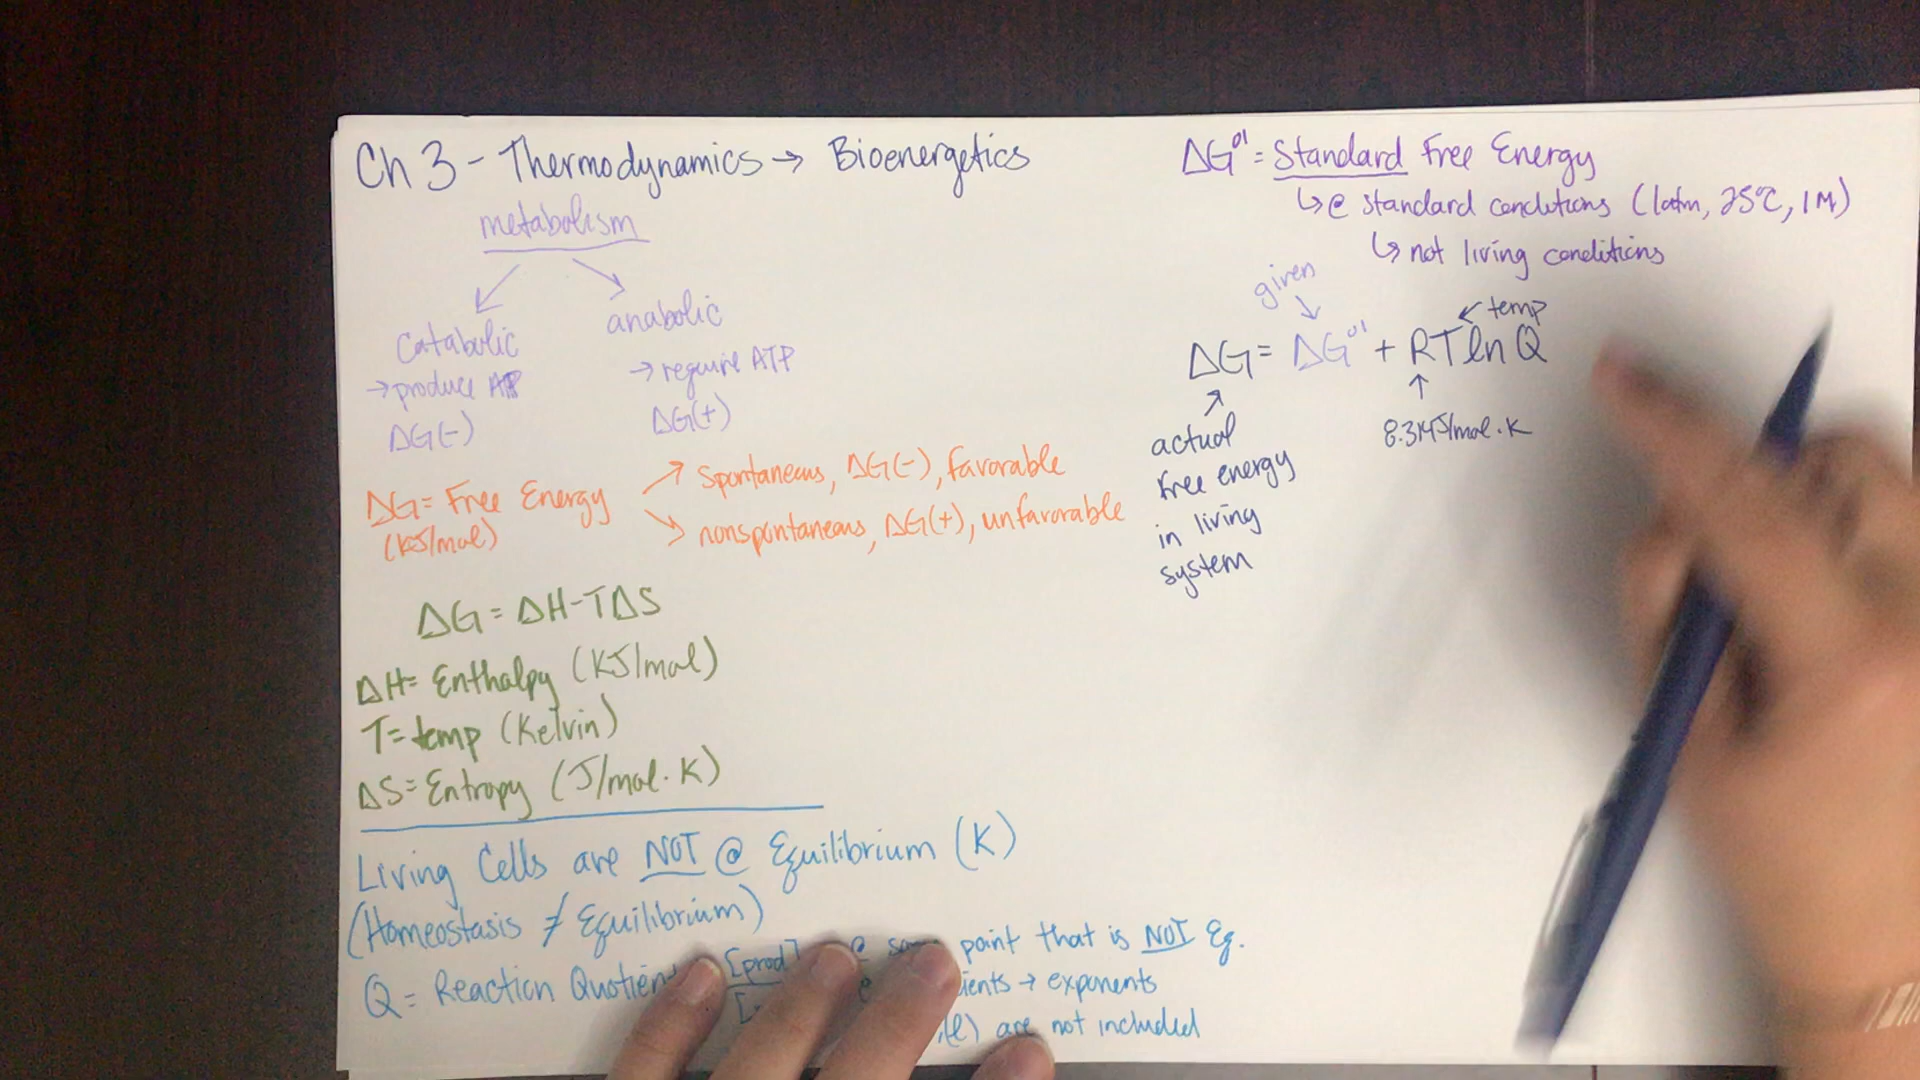 Ch 3 - Thermodynamics → Bioenergetics
metabolism
catabolic
→ produce ATP
ΔG(-)
anabolic
→ require ATP
ΔG(+)
ΔG = Free Energy
(KJ/mol)
↗ Spontaneous, ΔG(-), favorable
↘ nonspontaneous, ΔG(+), unfavorable
ΔG = ΔH-TΔS
ΔH = Enthalpy (KJ/mol)
T = temp (Kelvin)
ΔS = Entropy (J/mol·K)
Living Cells are NOT @ Equilibrium (K)
(Homeostasis ≠ Equilibrium)
Q = Reaction Quotient [prod] @ some point that is NOT Eq.
→ exponents
(l) are not included
ΔG°' = Standard Free Energy
↳ @ standard conditions (1atm, 25°C, 1M)
↳ not living conditions
given
← temp
ΔG = ΔG°' + RT ln Q
8.314J/mol·K
actual
free energy
in living
system